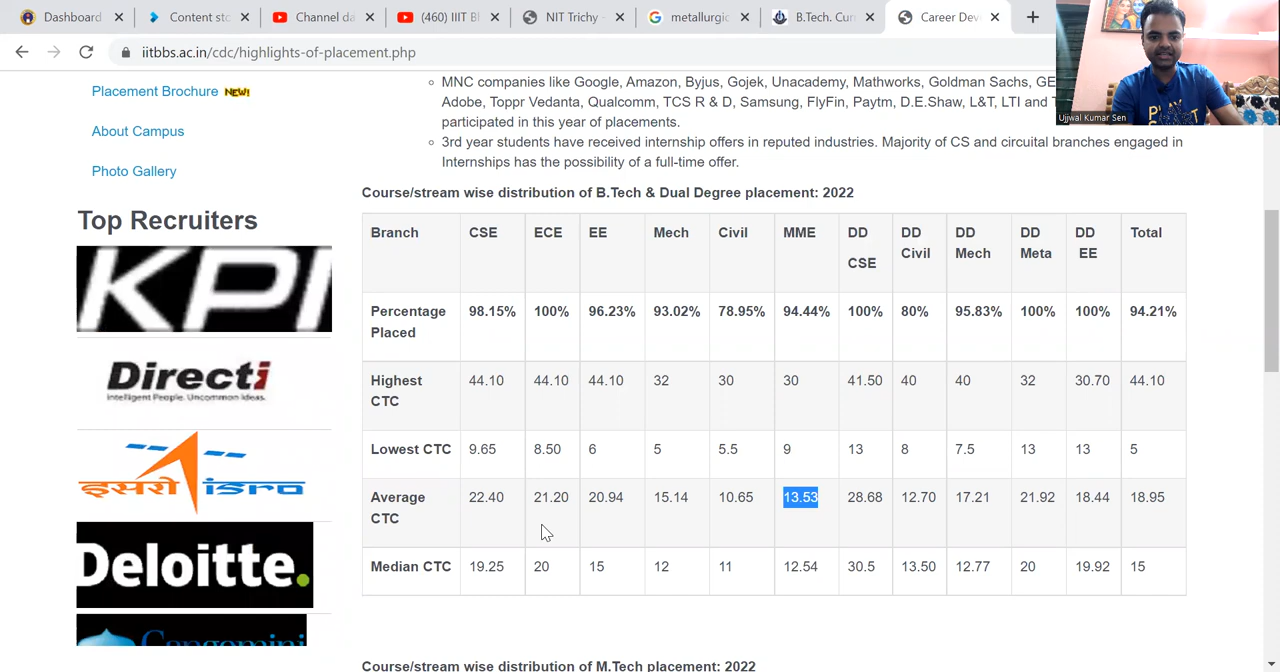 Dashboard
Content sto
Channel da
(460) IIIT Bh
NIT Trichy -
metallurgic
B.Tech. Cur
Career Dev
iitbbs.ac.in/cdc/highlights-of-placement.php
Ujjwal Kumar Sen
Placement Brochure NEW!
About Campus
Photo Gallery
Top Recruiters
KPI
Directi
Intelligent People. Uncommon Ideas.
इसरो isro
Deloitte.
Capgemini
MNC companies like Google, Amazon, Byjus, Gojek, Unacademy, Mathworks, Goldman Sachs, GE
Adobe, Toppr Vedanta, Qualcomm, TCS R & D, Samsung, FlyFin, Paytm, D.E.Shaw, L&T, LTI and T
participated in this year of placements.
3rd year students have received internship offers in reputed industries. Majority of CS and circuital branches engaged in
Internships has the possibility of a full-time offer.
Course/stream wise distribution of B.Tech & Dual Degree placement: 2022
Branch CSE ECE EE Mech Civil MME DD CSE DD Civil DD Mech DD Meta DD EE Total
Percentage Placed 98.15% 100% 96.23% 93.02% 78.95% 94.44% 100% 80% 95.83% 100% 100% 94.21%
Highest CTC 44.10 44.10 44.10 32 30 30 41.50 40 40 32 30.70 44.10
Lowest CTC 9.65 8.50 6 5 5.5 9 13 8 7.5 13 13 5
Average CTC 22.40 21.20 20.94 15.14 10.65 13.53 28.68 12.70 17.21 21.92 18.44 18.95
Median CTC 19.25 20 15 12 11 12.54 30.5 13.50 12.77 20 19.92 15
Course/stream wise distribution of M.Tech placement: 2022